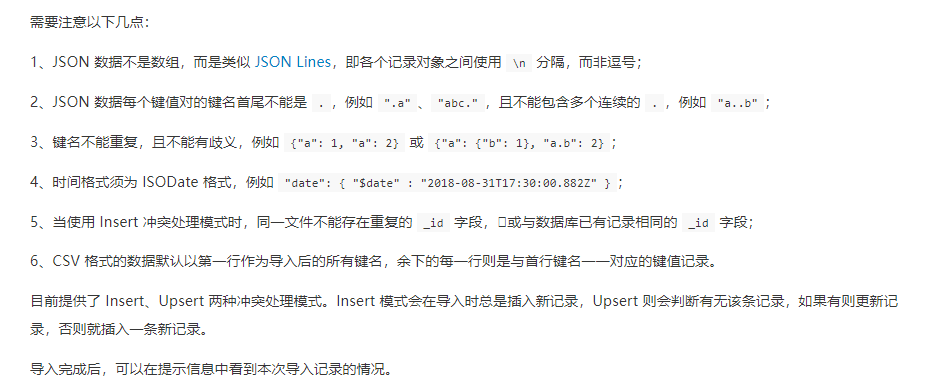 需要注意以下几点：
1、JSON 数据不是数组，而是类似 JSON Lines，即各个记录对象之间使用 \n 分隔，而非逗号；
2、JSON 数据每个键值对的键名首尾不能是 .，例如 ".a"、"abc."，且不能包含多个连续的 .，例如 "a..b"；
3、键名不能重复，且不能有歧义，例如 {"a": 1, "a": 2} 或 {"a": {"b": 1}, "a.b": 2}；
4、时间格式须为 ISODate 格式，例如 "date": { "$date" : "2018-08-31T17:30:00.882Z" }；
5、当使用 Insert 冲突处理模式时，同一文件不能存在重复的 _id 字段，▯或与数据库已有记录相同的 _id 字段；
6、CSV 格式的数据默认以第一行作为导入后的所有键名，余下的每一行则是与首行键名一一对应的键值记录。
目前提供了 Insert、Upsert 两种冲突处理模式。Insert 模式会在导入时总是插入新记录，Upsert 则会判断有无该条记录，如果有则更新记
录，否则就插入一条新记录。
导入完成后，可以在提示信息中看到本次导入记录的情况。